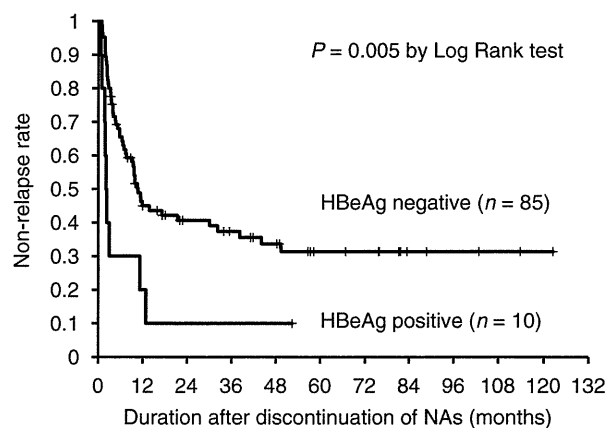 P = 0.005 by Log Rank test
Non-relapse rate
1
0.9
0.8
0.7
0.6
0.5
0.4
0.3
0.2
0.1
0
HBeAg negative (n = 85)
HBeAg positive (n = 10)
0 12 24 36 48 60 72 84 96 108 120 132
Duration after discontinuation of NAs (months)